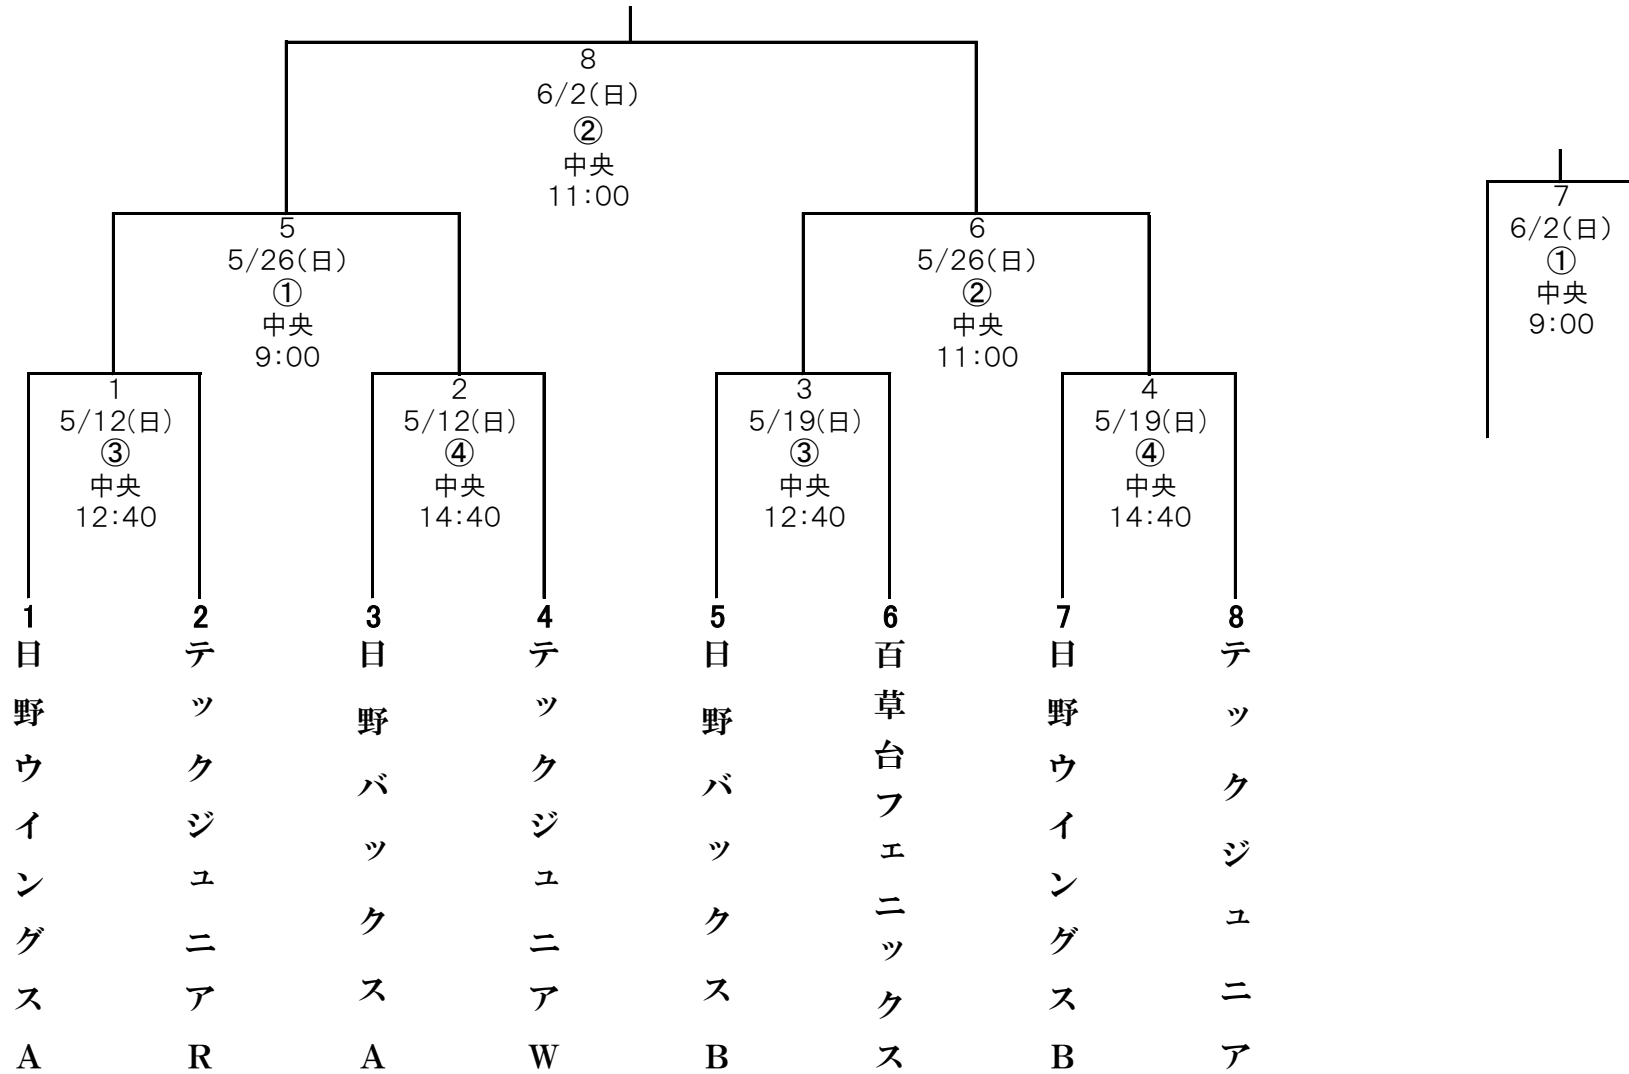 8
6/2(日)
②
中央
11:00
7
6/2(日)
①
中央
9:00
5
5/26(日)
①
中央
9:00
6
5/26(日)
②
中央
11:00
1
5/12(日)
③
中央
12:40
2
5/12(日)
④
中央
14:40
3
5/19(日)
③
中央
12:40
4
5/19(日)
④
中央
14:40
1
日野ウイングスA
2
テックジュニアR
3
日野バックスA
4
テックジュニアW
5
日野バックスB
6
百草台フェニックス
7
日野ウイングスB
8
テックジュニア